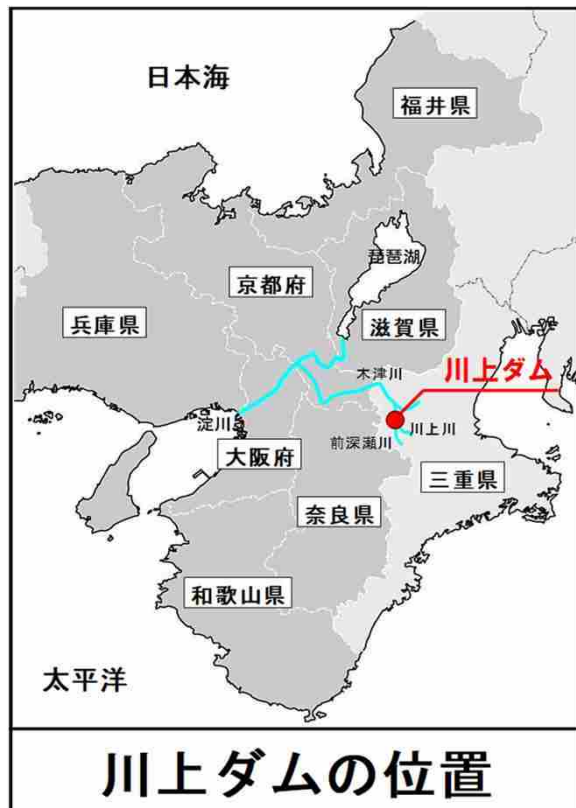 日本海
福井県
琵琶湖
京都府
兵庫県
滋賀県
木津川
川上ダム
淀川
川上川
前深瀬川
大阪府
三重県
奈良県
和歌山県
太平洋
川上ダムの位置